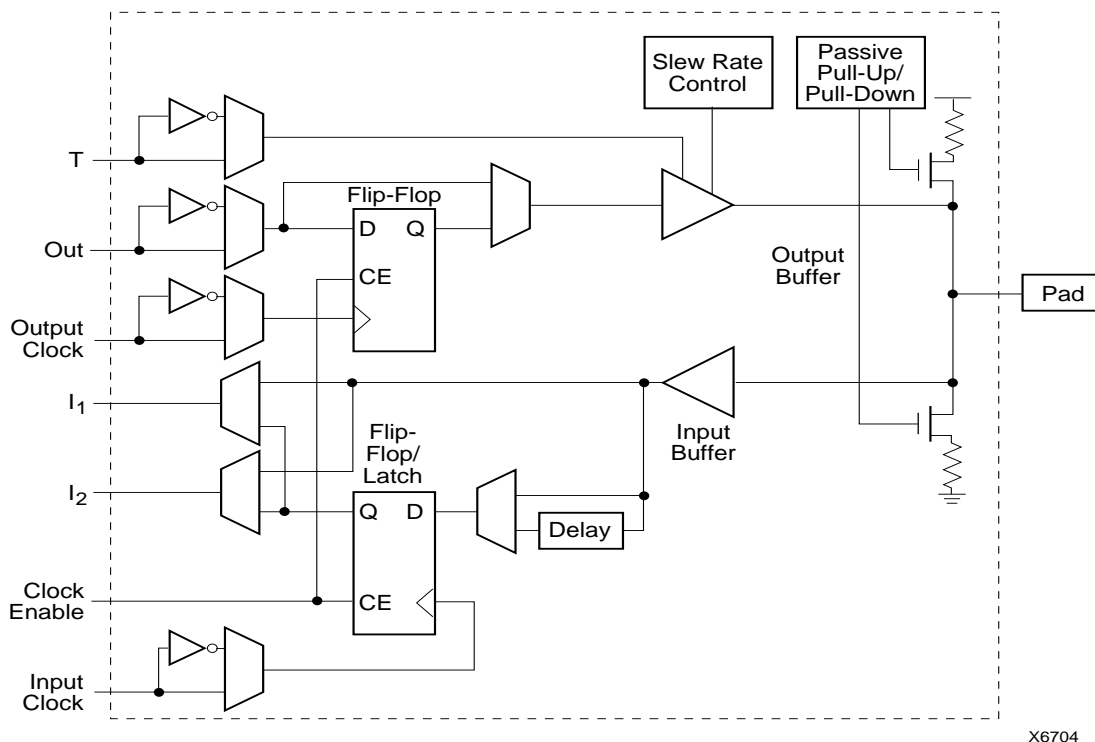 Slew Rate
Control
Passive
Pull-Up/
Pull-Down
T
Flip-Flop
D
Q
Out
CE
Output
Buffer
Pad
Output
Clock
I1
Flip-
Flop/
Latch
Input
Buffer
I2
Q
D
Delay
Clock
Enable
CE
Input
Clock
X6704